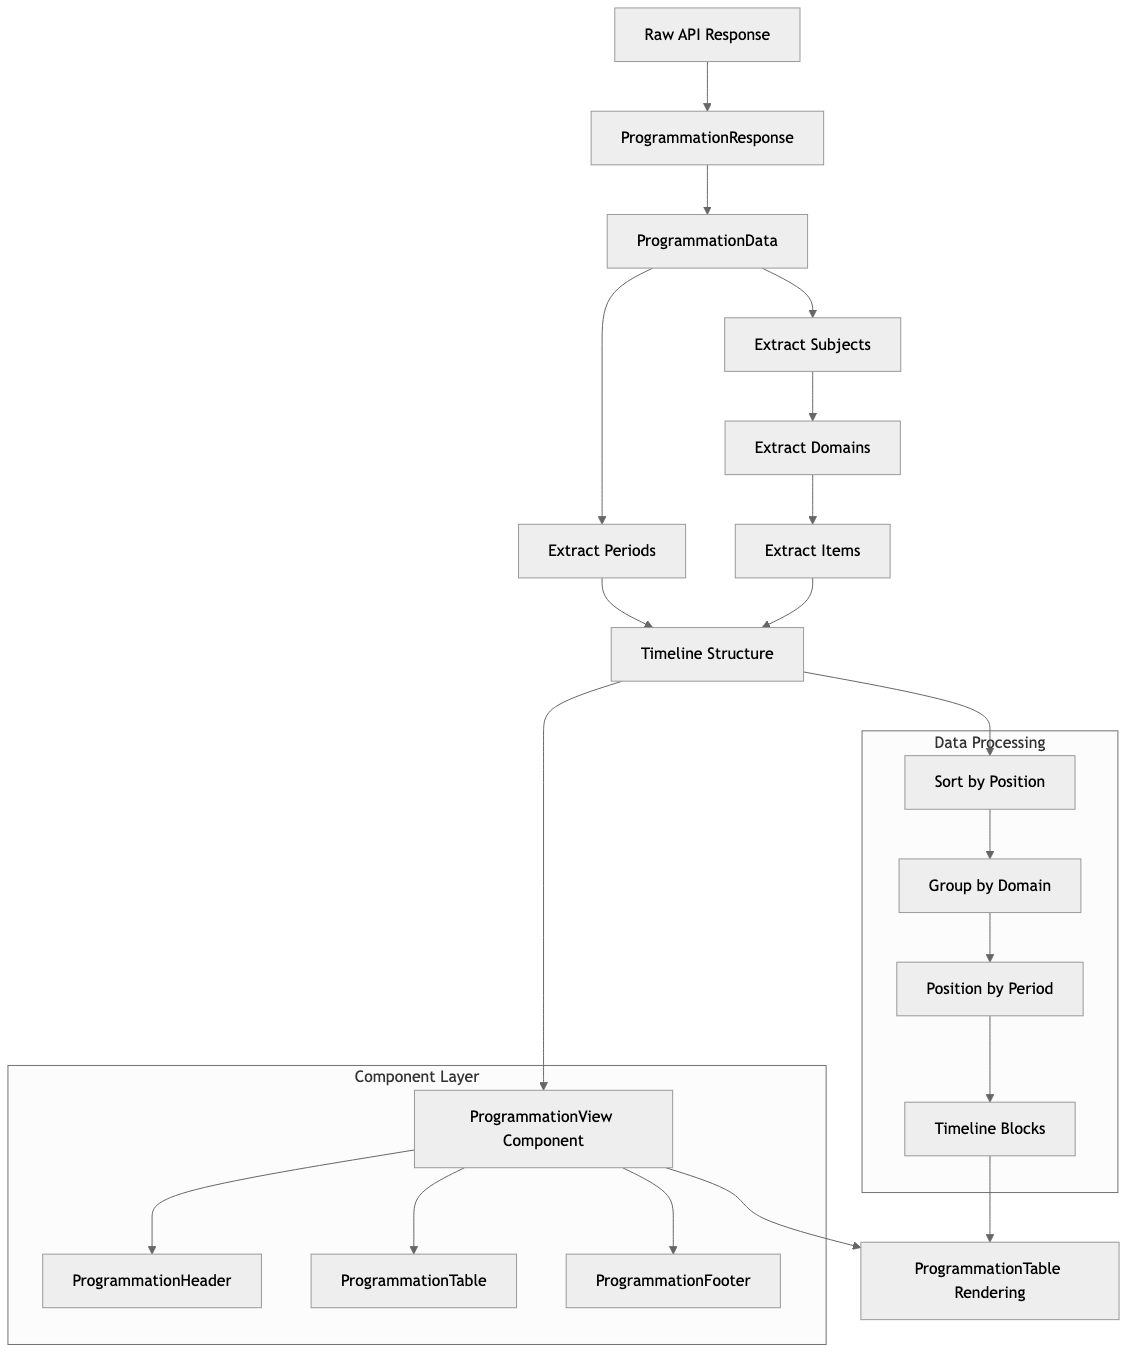 Raw API Response
ProgrammationResponse
ProgrammationData
Extract Subjects
Extract Domains
Extract Periods
Extract Items
Timeline Structure
Data Processing
Sort by Position
Group by Domain
Position by Period
Component Layer
ProgrammationView
Component
Timeline Blocks
ProgrammationHeader
ProgrammationTable
ProgrammationFooter
ProgrammationTable
Rendering